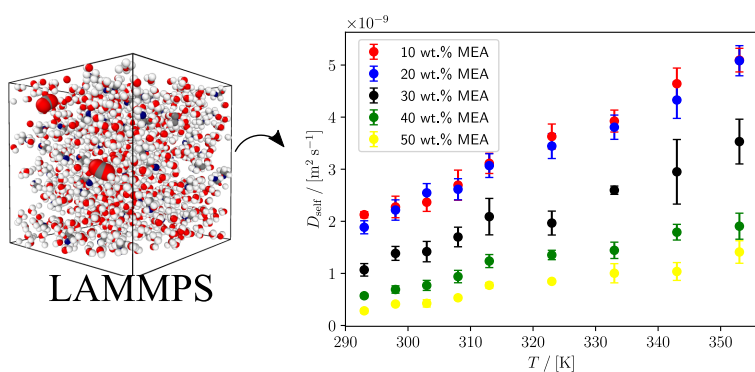 LAMMPS
×10⁻⁹
10 wt.% MEA
20 wt.% MEA
30 wt.% MEA
40 wt.% MEA
50 wt.% MEA
D_self / [m² s⁻¹]
5
4
3
2
1
0
290 300 310 320 330 340 350
T / [K]